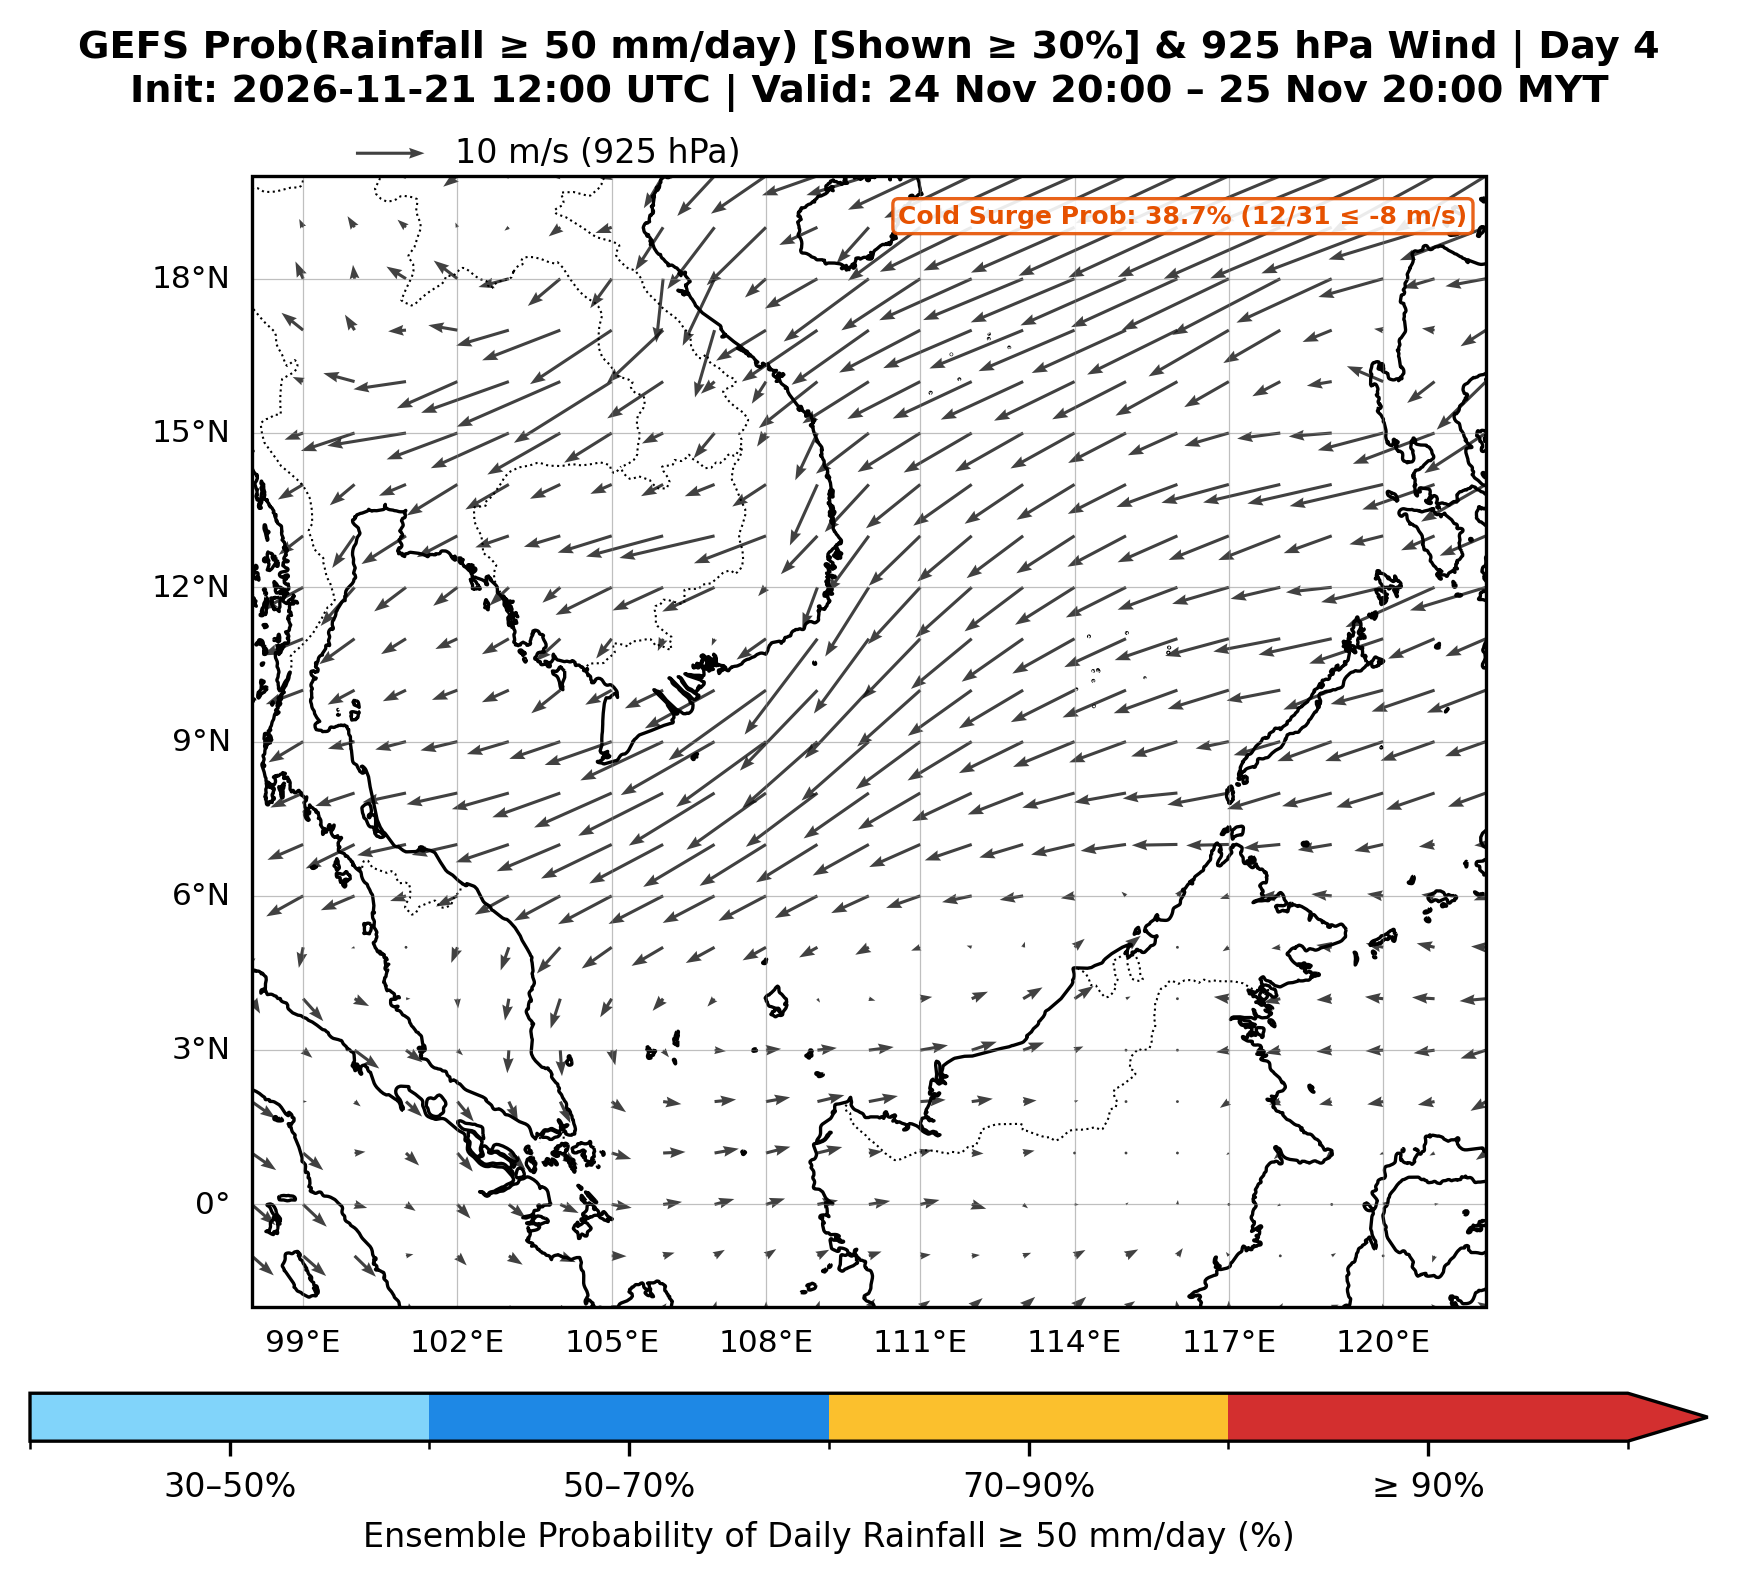 GEFS Prob(Rainfall ≥ 50 mm/day) [Shown ≥ 30%] & 925 hPa Wind | Day 4
Init: 2026-11-21 12:00 UTC | Valid: 24 Nov 20:00 – 25 Nov 20:00 MYT
10 m/s (925 hPa)
Cold Surge Prob: 38.7% (12/31 ≤ -8 m/s)
18°N
15°N
12°N
9°N
6°N
3°N
0°
99°E 102°E 105°E 108°E 111°E 114°E 117°E 120°E
30–50% 50–70% 70–90% ≥ 90%
Ensemble Probability of Daily Rainfall ≥ 50 mm/day (%)